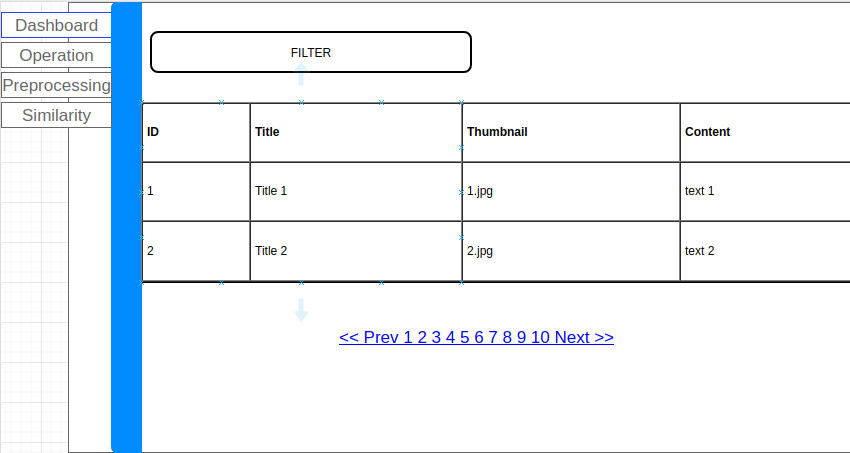 Dashboard
Operation
Preprocessing
Similarity
FILTER
ID Title Thumbnail Content
1 Title 1 1.jpg text 1
2 Title 2 2.jpg text 2
<< Prev 1 2 3 4 5 6 7 8 9 10 Next >>